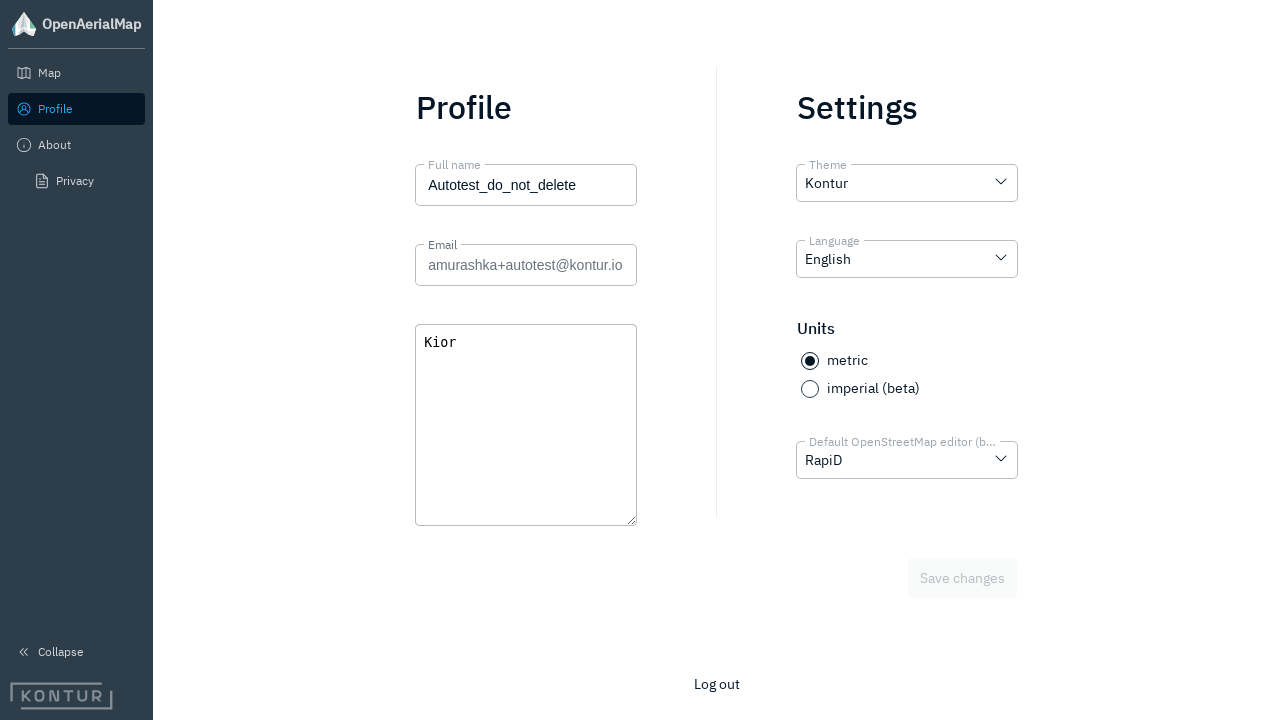 OpenAerialMap
Map
Profile
About
Privacy
Collapse
KONTUR
Profile
Full name
Autotest_do_not_delete
Email
amurashka+autotest@kontur.io
Kior
Settings
Theme
Kontur
Language
English
Units
metric
imperial (beta)
Default OpenStreetMap editor (b...
RapiD
Save changes
Log out